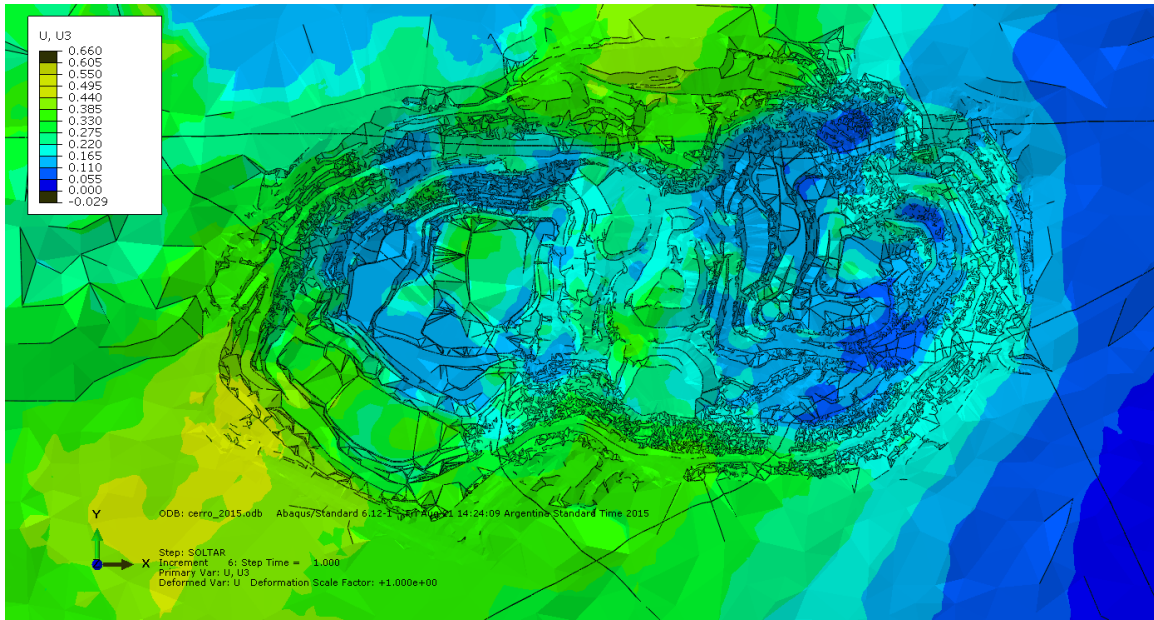 U, U3
0.660
0.605
0.550
0.495
0.440
0.385
0.330
0.275
0.220
0.165
0.110
0.055
0.000
-0.029
Y
X
ODB: cerro_2015.odb Abaqus/Standard 6.12-1 Fri Aug 21 14:24:09 Argentina Standard Time 2015
Step: SOLTAR
Increment 6: Step Time = 1.000
Primary Var: U, U3
Deformed Var: U Deformation Scale Factor: +1.000e+00